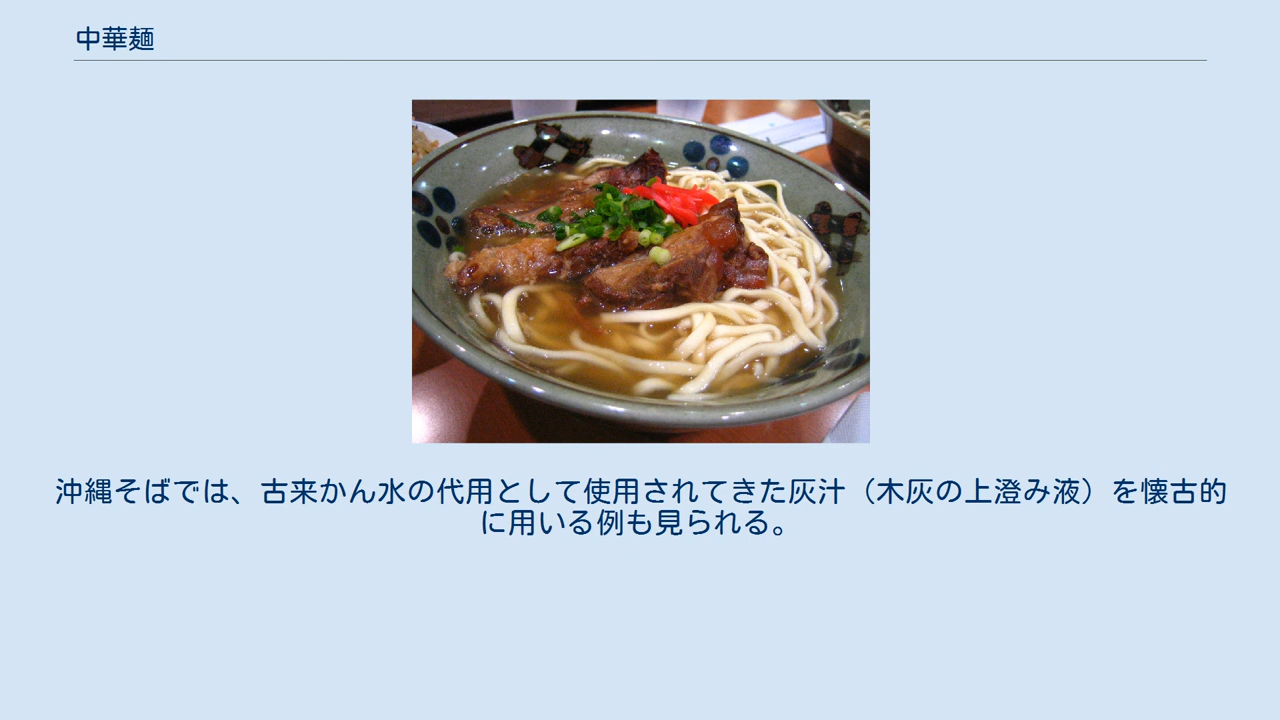 中華麺
沖縄そばでは、古来かん水の代用として使用されてきた灰汁（木灰の上澄み液）を懐古的
に用いる例も見られる。